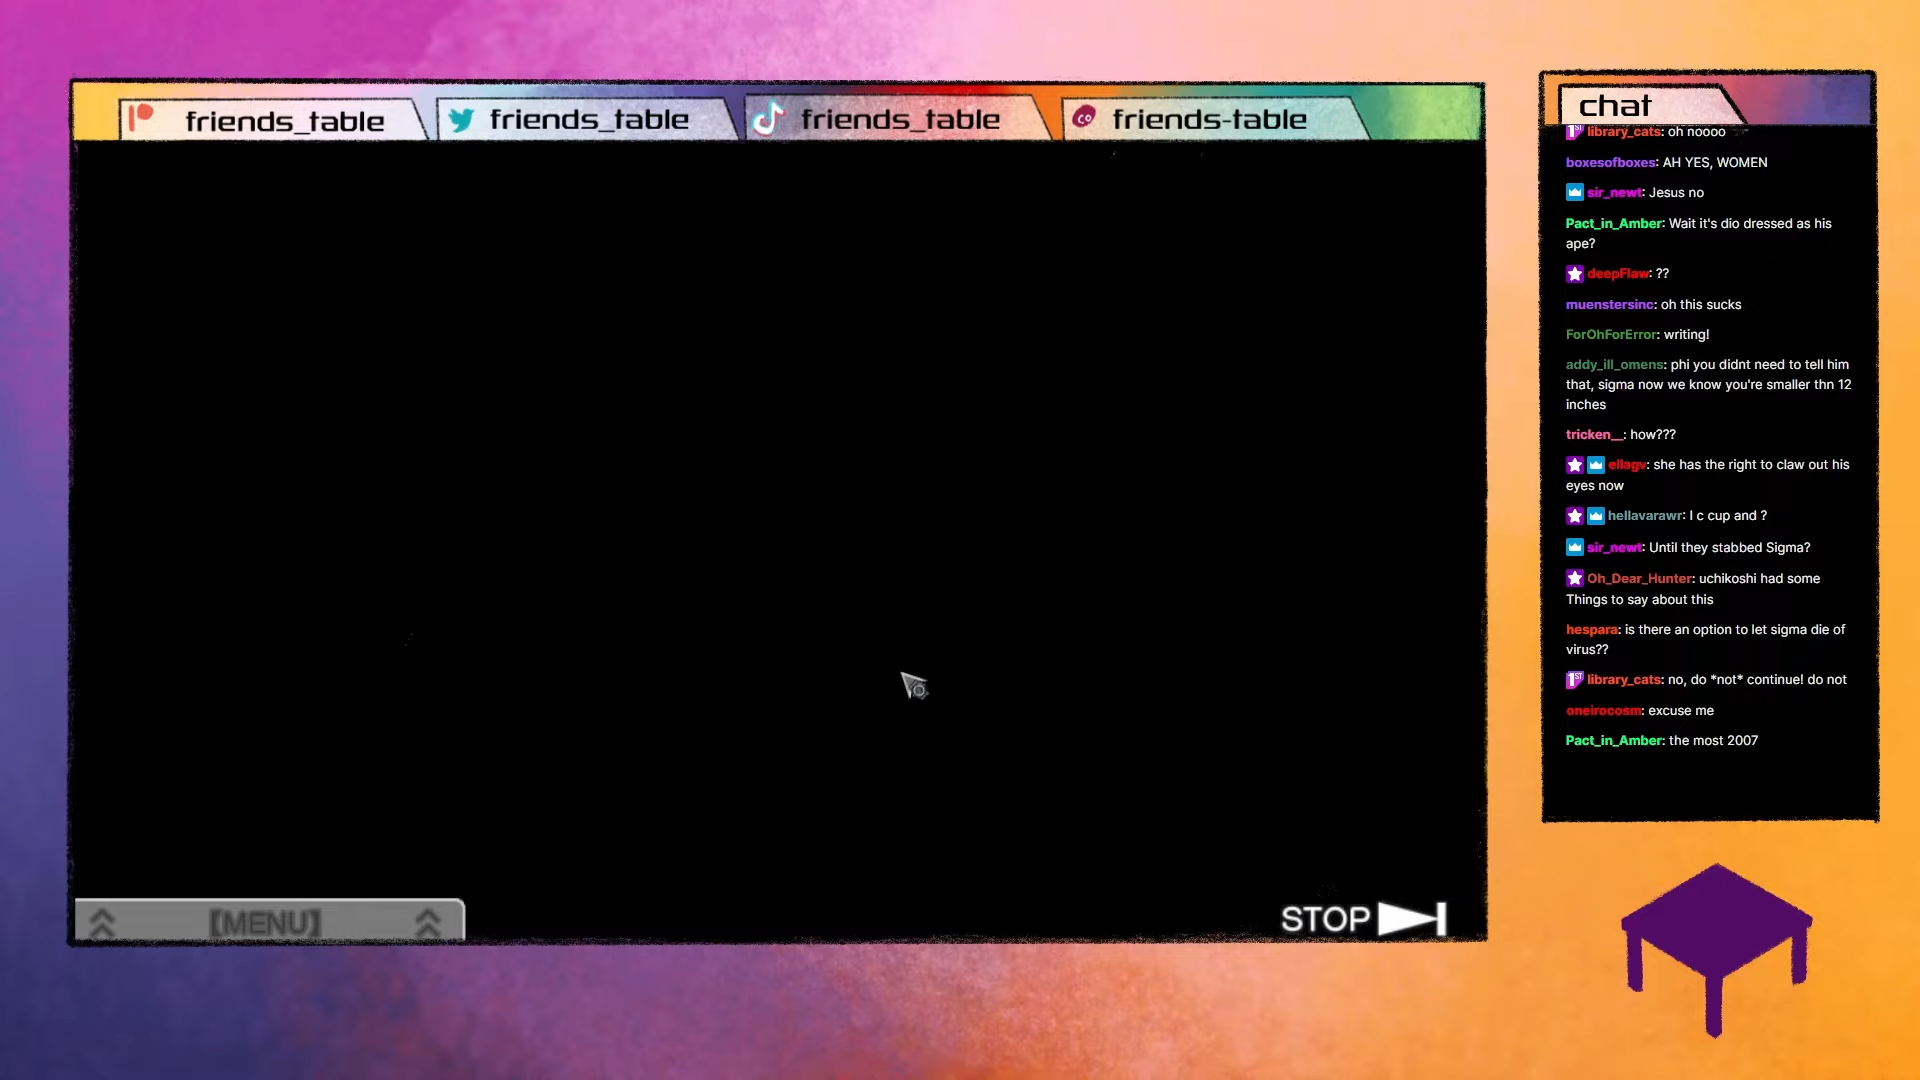 friends_table
friends_table
friends_table
friends-table
chat
1ST library_cats: oh noooo
boxesofboxes: AH YES, WOMEN
sir_newt: Jesus no
Pact_in_Amber: Wait it's dio dressed as his
ape?
deepFlaw: ??
muenstersinc: oh this sucks
ForOhForError: writing!
addy_ill_omens: phi you didnt need to tell him
that, sigma now we know you're smaller thn 12
inches
tricken__: how???
ellagv: she has the right to claw out his
eyes now
hellavarawr: I c cup and ?
sir_newt: Until they stabbed Sigma?
Oh_Dear_Hunter: uchikoshi had some
Things to say about this
hespara: is there an option to let sigma die of
virus??
1ST library_cats: no, do *not* continue! do not
oneirocosm: excuse me
Pact_in_Amber: the most 2007
[MENU]
STOP